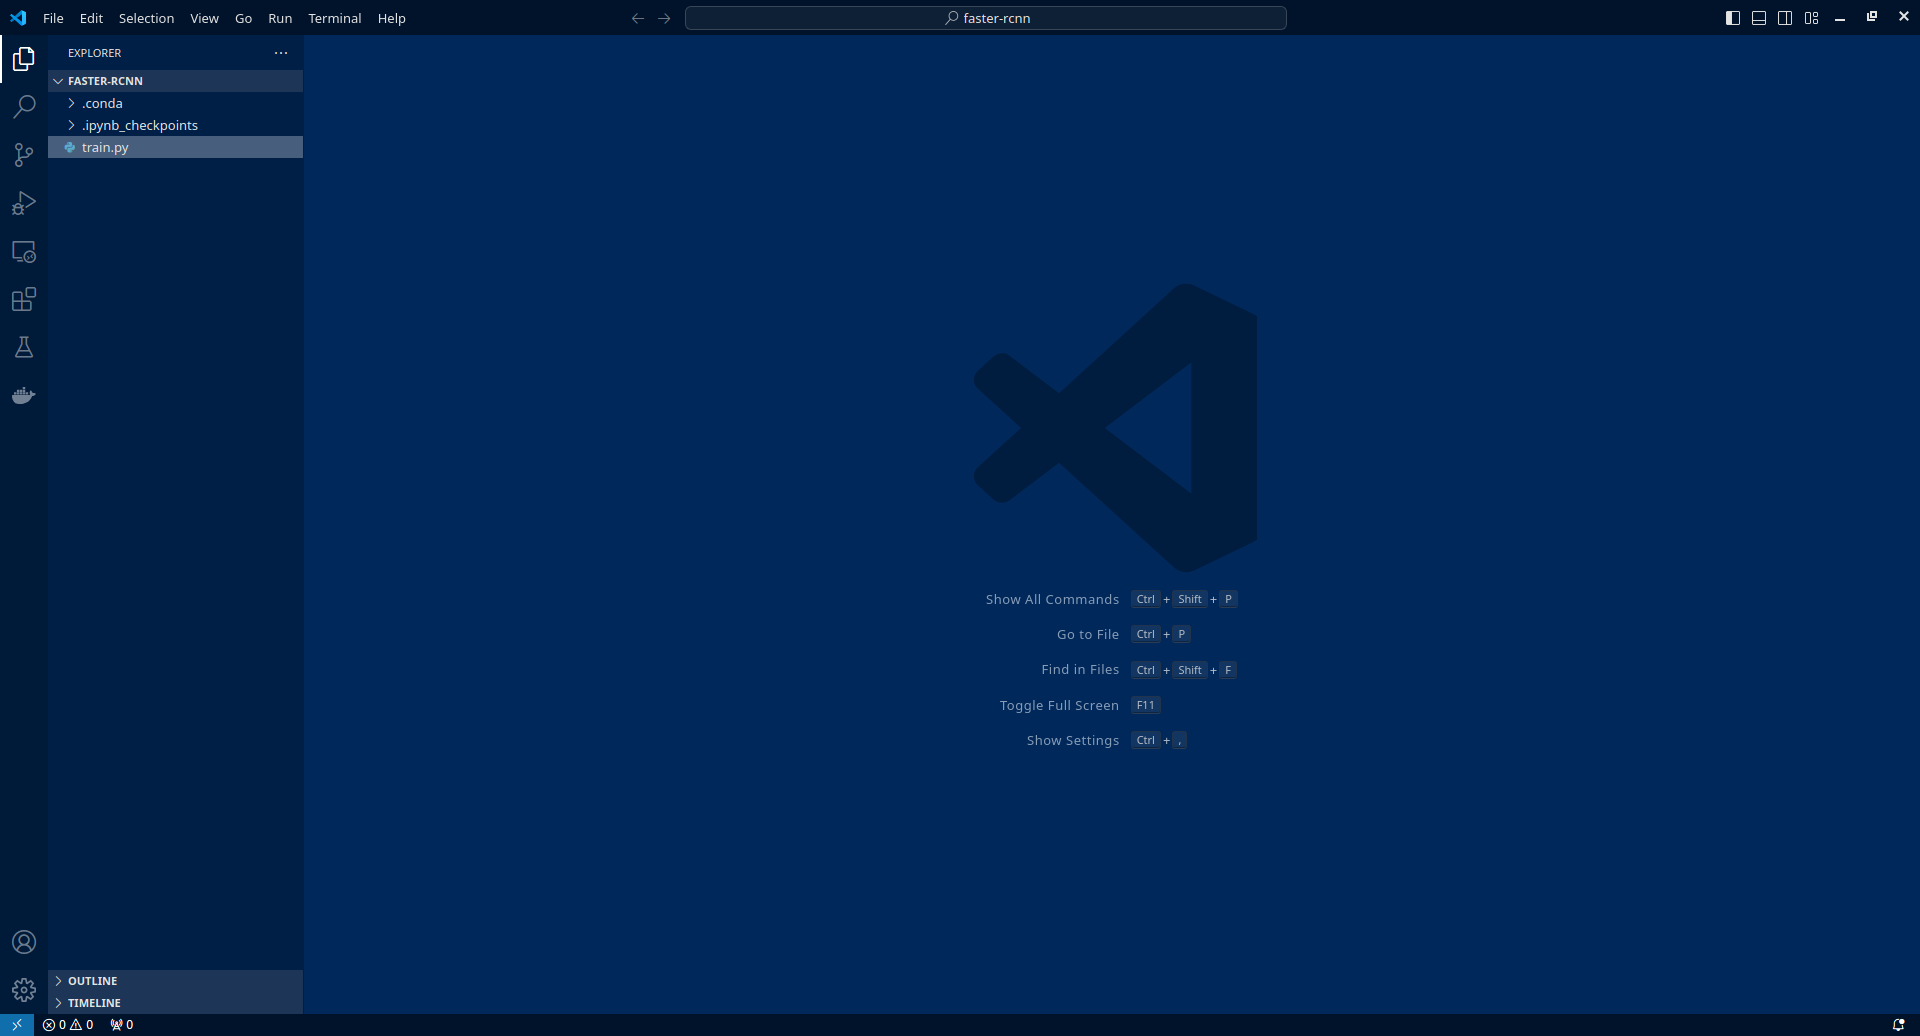 File Edit Selection View Go Run Terminal Help
faster-rcnn
EXPLORER
FASTER-RCNN
.conda
.ipynb_checkpoints
train.py
Show All Commands Ctrl + Shift + P
Go to File Ctrl + P
Find in Files Ctrl + Shift + F
Toggle Full Screen F11
Show Settings Ctrl + ,
OUTLINE
TIMELINE
0 0 0